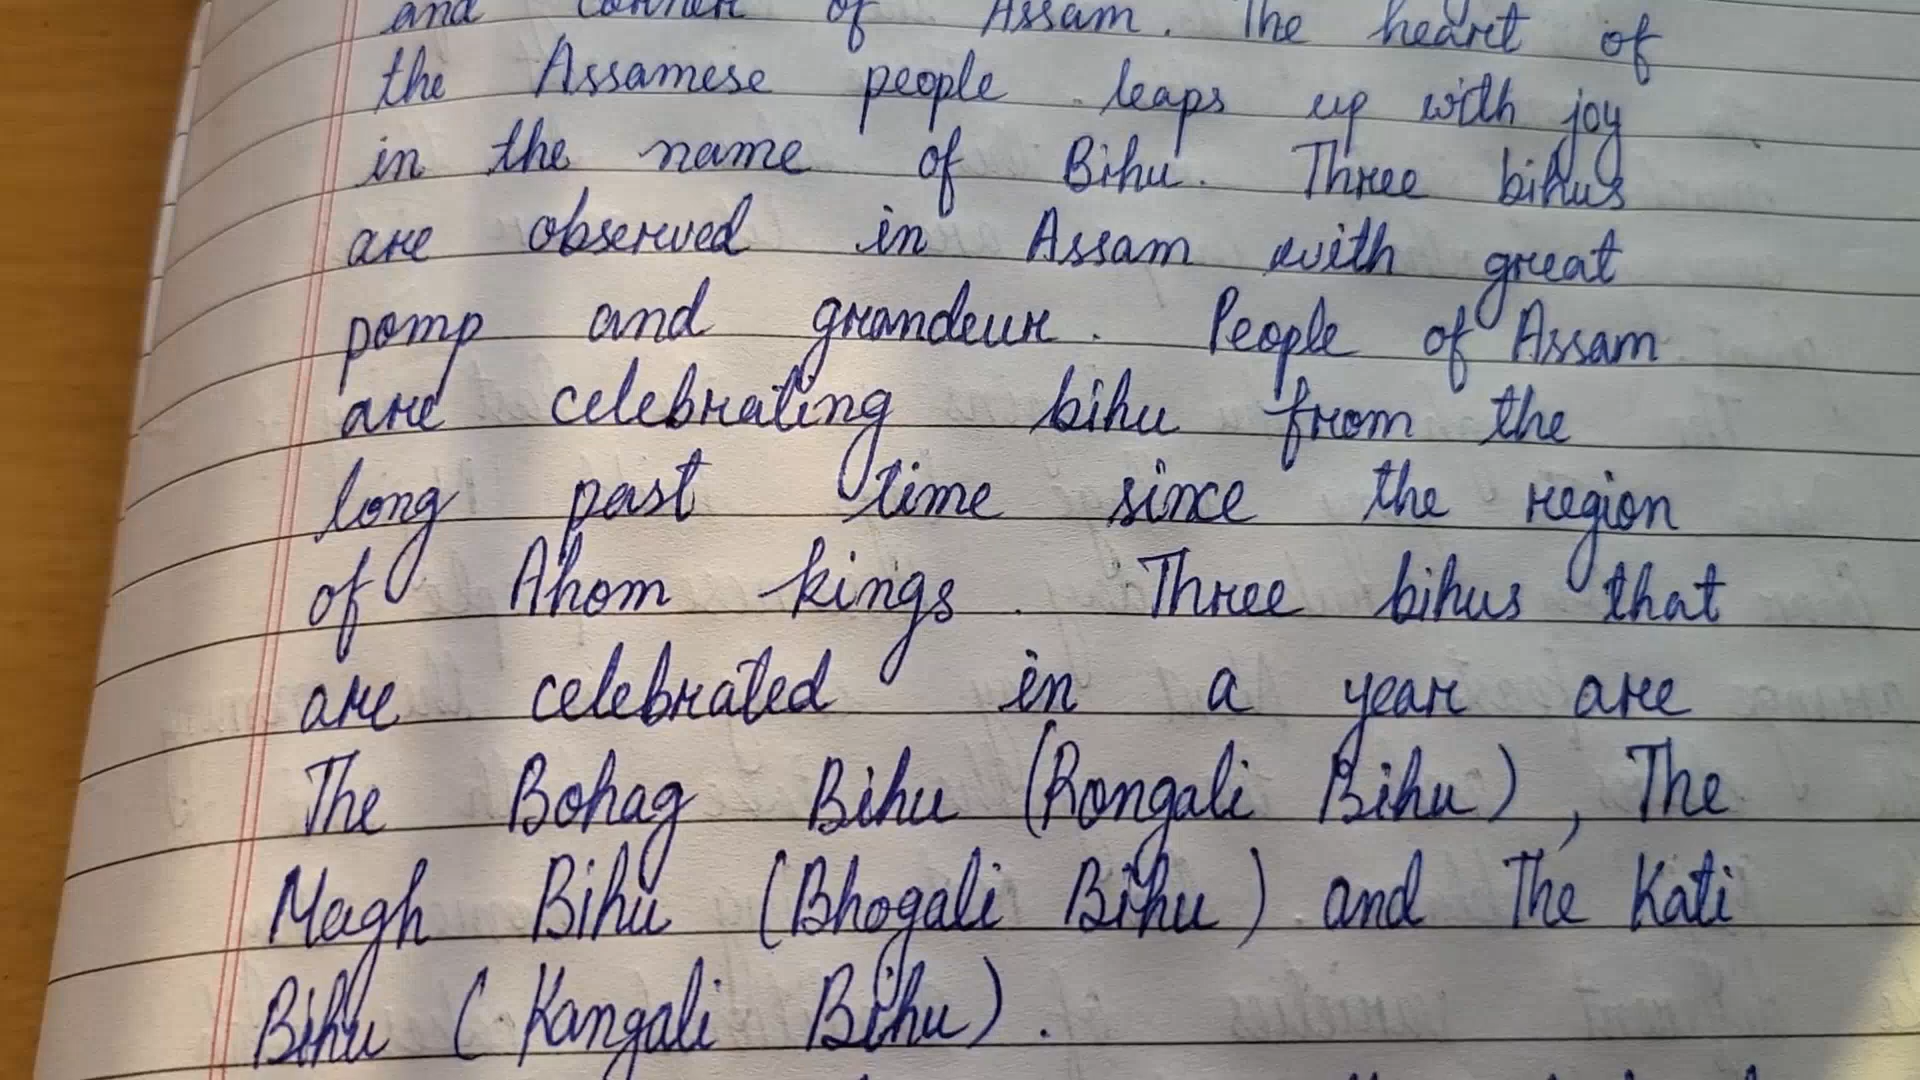 and corner of Assam. The heart of
the Assamese people leaps up with joy
in the name of Bihu. Three bihus
are observed in Assam with great
pomp and grandeur. People of Assam
are celebrating bihu from the
long past time since the region
of Ahom kings. Three bihus that
are celebrated in a year are
The Bohag Bihu (Rongali Bihu), The
Magh Bihu (Bhogali Bihu) and The Kati
Bihu (Kangali Bihu).